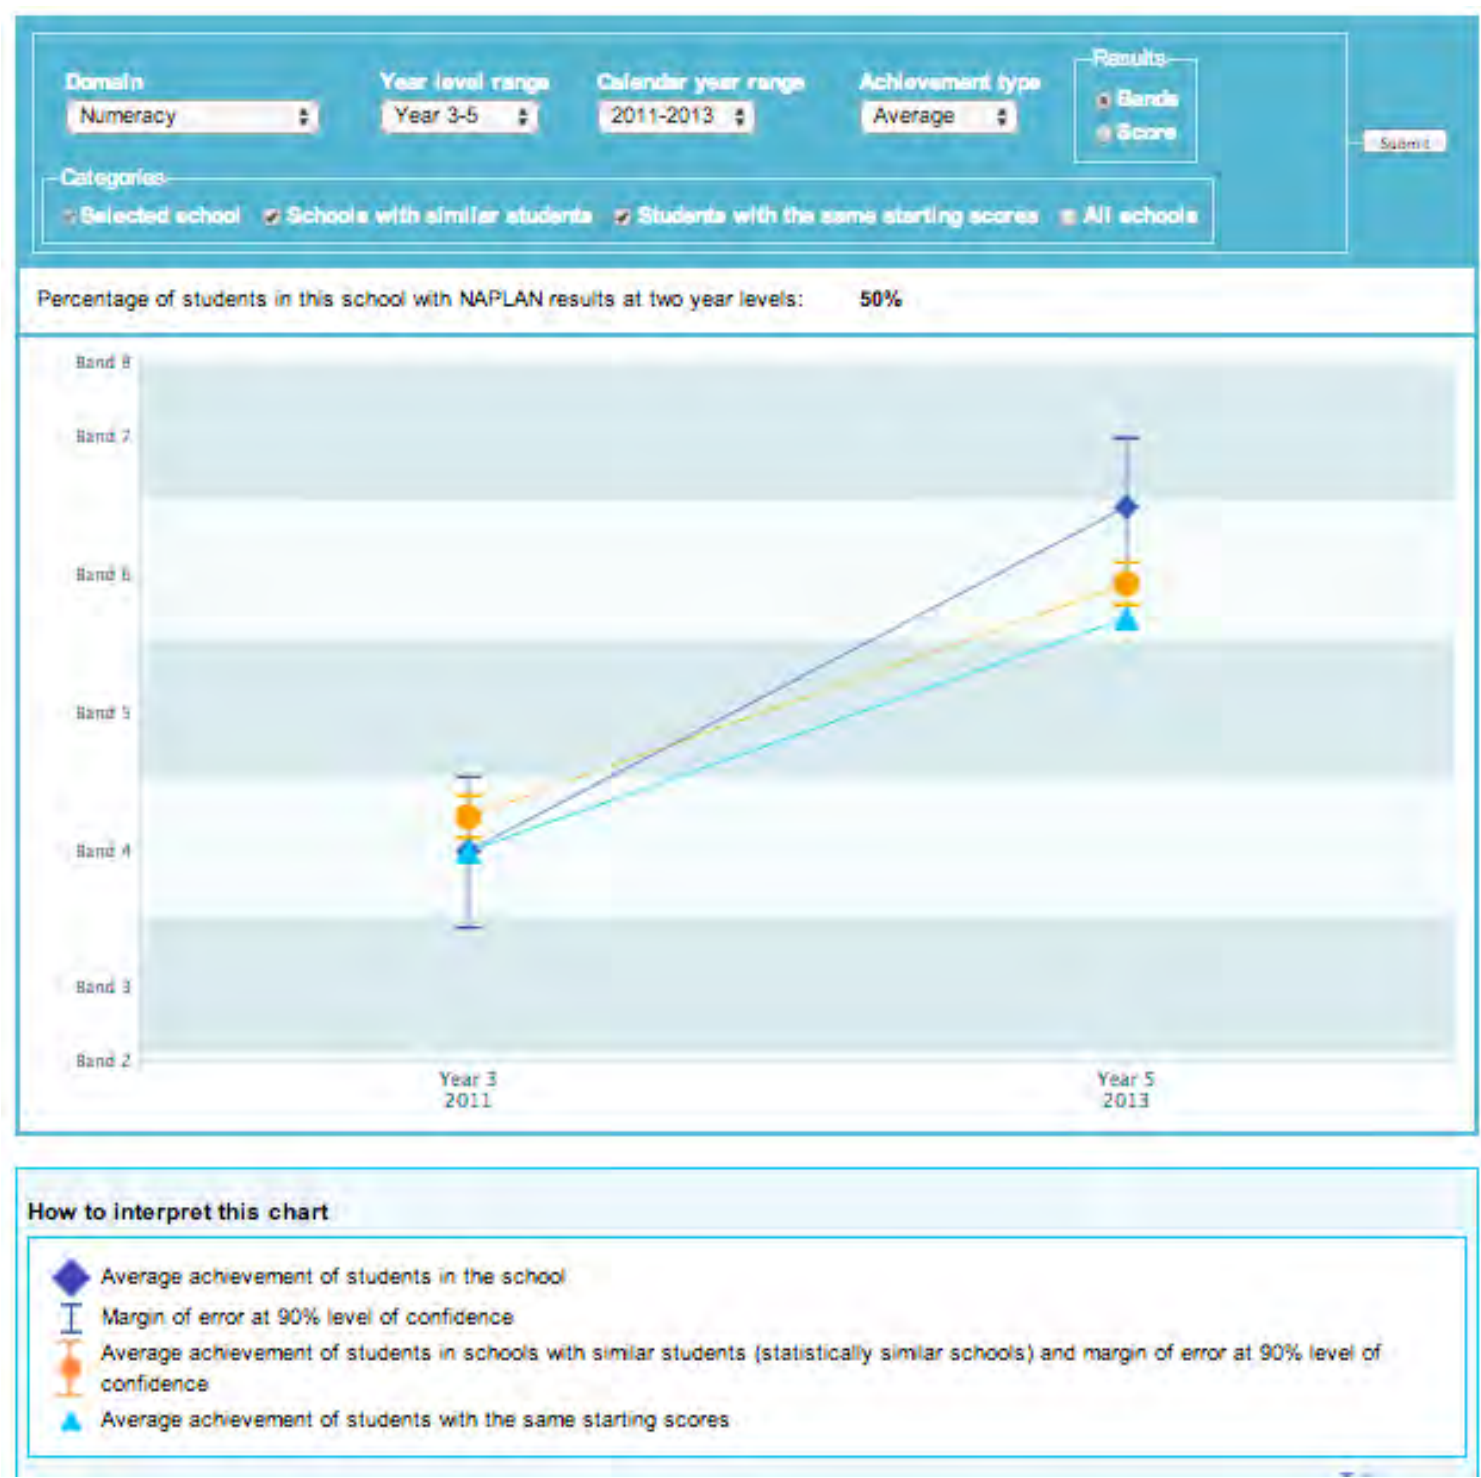 Domain Year level range Calendar year range Achievement type Results
Numeracy Year 3-5 2011-2013 Average Bands
Score
Submit
Categories
Selected school Schools with similar students Students with the same starting scores All schools
Percentage of students in this school with NAPLAN results at two year levels: 50%
Band 8
Band 7
Band 6
Band 5
Band 4
Band 3
Band 2
Year 3 Year 5
2011 2013
How to interpret this chart
Average achievement of students in the school
Margin of error at 90% level of confidence
Average achievement of students in schools with similar students (statistically similar schools) and margin of error at 90% level of
confidence
Average achievement of students with the same starting scores